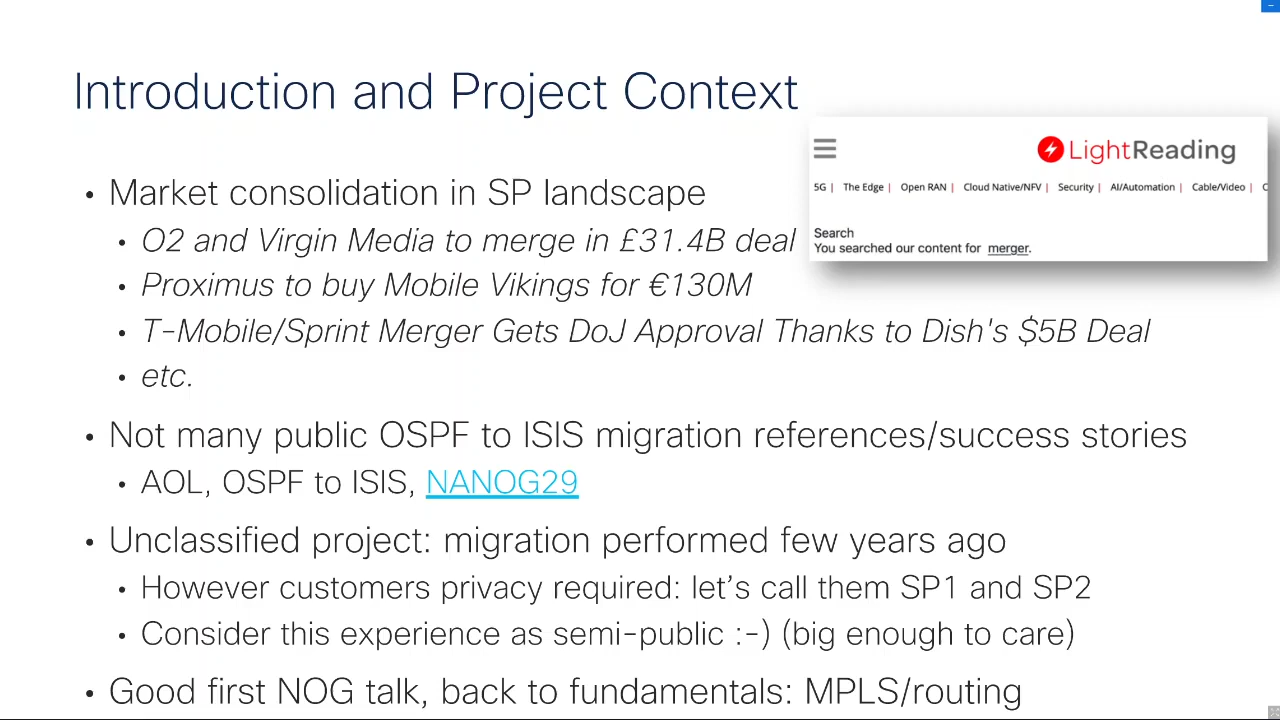 Introduction and Project Context
LightReading
5G | The Edge | Open RAN | Cloud Native/NFV | Security | AI/Automation | Cable/Video |
Search
You searched our content for merger.
• Market consolidation in SP landscape
• O2 and Virgin Media to merge in £31.4B deal
• Proximus to buy Mobile Vikings for €130M
• T-Mobile/Sprint Merger Gets DoJ Approval Thanks to Dish's $5B Deal
• etc.
• Not many public OSPF to ISIS migration references/success stories
• AOL, OSPF to ISIS, NANOG29
• Unclassified project: migration performed few years ago
• However customers privacy required: let’s call them SP1 and SP2
• Consider this experience as semi-public :-) (big enough to care)
• Good first NOG talk, back to fundamentals: MPLS/routing